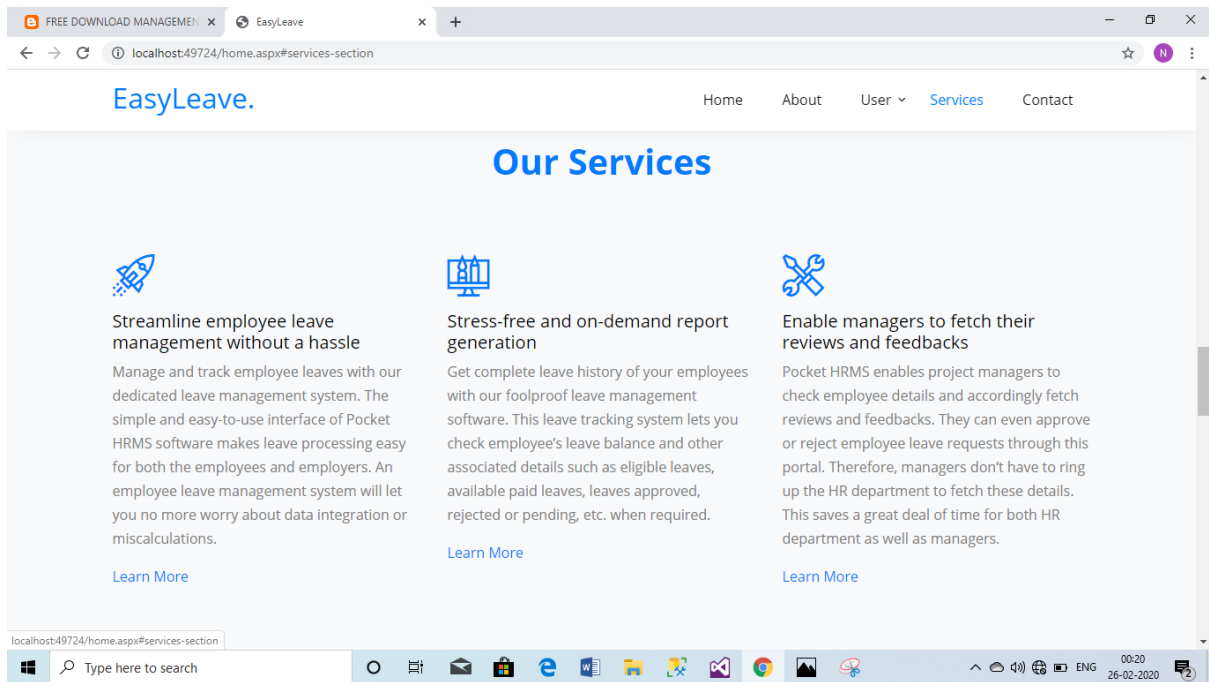 FREE DOWNLOAD MANAGEMEN
EasyLeave
localhost:49724/home.aspx#services-section
N
EasyLeave.
Home About User Services Contact
Our Services
Streamline employee leave
management without a hassle
Manage and track employee leaves with our
dedicated leave management system. The
simple and easy-to-use interface of Pocket
HRMS software makes leave processing easy
for both the employees and employers. An
employee leave management system will let
you no more worry about data integration or
miscalculations.
Learn More
Stress-free and on-demand report
generation
Get complete leave history of your employees
with our foolproof leave management
software. This leave tracking system lets you
check employee’s leave balance and other
associated details such as eligible leaves,
available paid leaves, leaves approved,
rejected or pending, etc. when required.
Learn More
Enable managers to fetch their
reviews and feedbacks
Pocket HRMS enables project managers to
check employee details and accordingly fetch
reviews and feedbacks. They can even approve
or reject employee leave requests through this
portal. Therefore, managers don’t have to ring
up the HR department to fetch these details.
This saves a great deal of time for both HR
department as well as managers.
Learn More
localhost:49724/home.aspx#services-section
Type here to search
ENG
00:20
26-02-2020
2